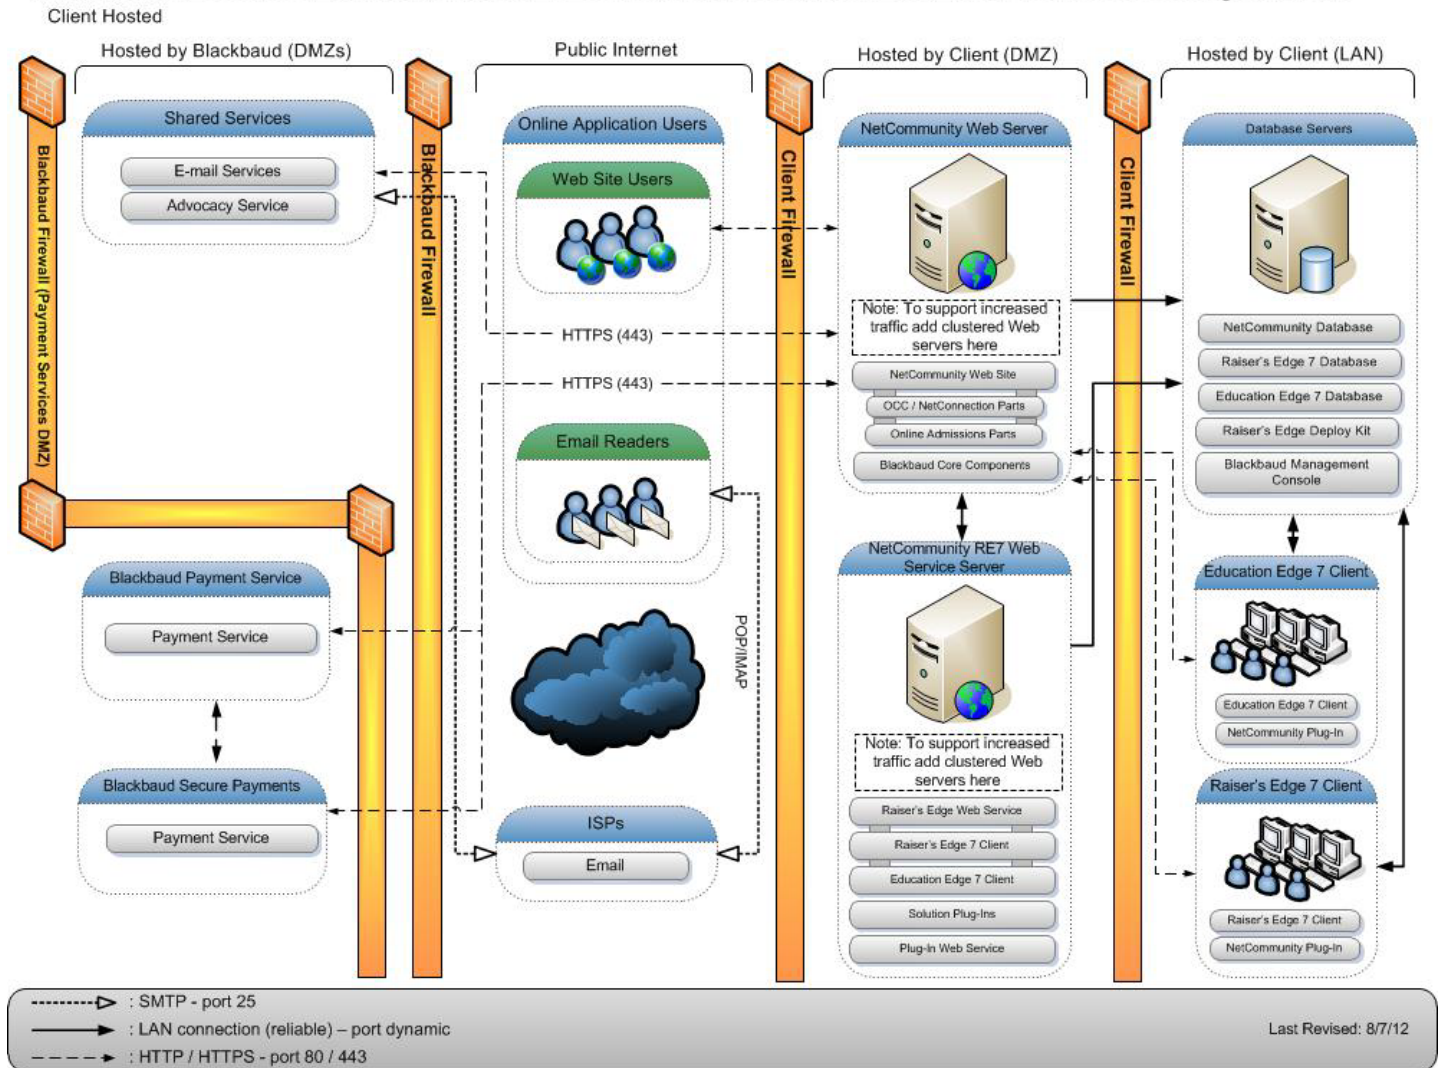 Client Hosted
Hosted by Blackbaud (DMZs)
Public Internet
Hosted by Client (DMZ)
Hosted by Client (LAN)
Blackbaud Firewall (Payment Services DMZ)
Shared Services
E-mail Services
Advocacy Service
Blackbaud Payment Service
Payment Service
Blackbaud Secure Payments
Payment Service
Blackbaud Firewall
Online Application Users
Web Site Users
HTTPS (443)
HTTPS (443)
Email Readers
POP/IMAP
ISPs
Email
Client Firewall
NetCommunity Web Server
Note: To support increased
traffic add clustered Web
servers here
NetCommunity Web Site
OCC / NetConnection Parts
Online Admissions Parts
Blackbaud Core Components
NetCommunity RE7 Web
Service Server
Note: To support increased
traffic add clustered Web
servers here
Raiser's Edge Web Service
Raiser's Edge 7 Client
Education Edge 7 Client
Solution Plug-Ins
Plug-In Web Service
Client Firewall
Database Servers
NetCommunity Database
Raiser's Edge 7 Database
Education Edge 7 Database
Raiser's Edge Deploy Kit
Blackbaud Management
Console
Education Edge 7 Client
Education Edge 7 Client
NetCommunity Plug-In
Raiser's Edge 7 Client
Raiser's Edge 7 Client
NetCommunity Plug-In
: SMTP - port 25
: LAN connection (reliable) – port dynamic
: HTTP / HTTPS - port 80 / 443
Last Revised: 8/7/12